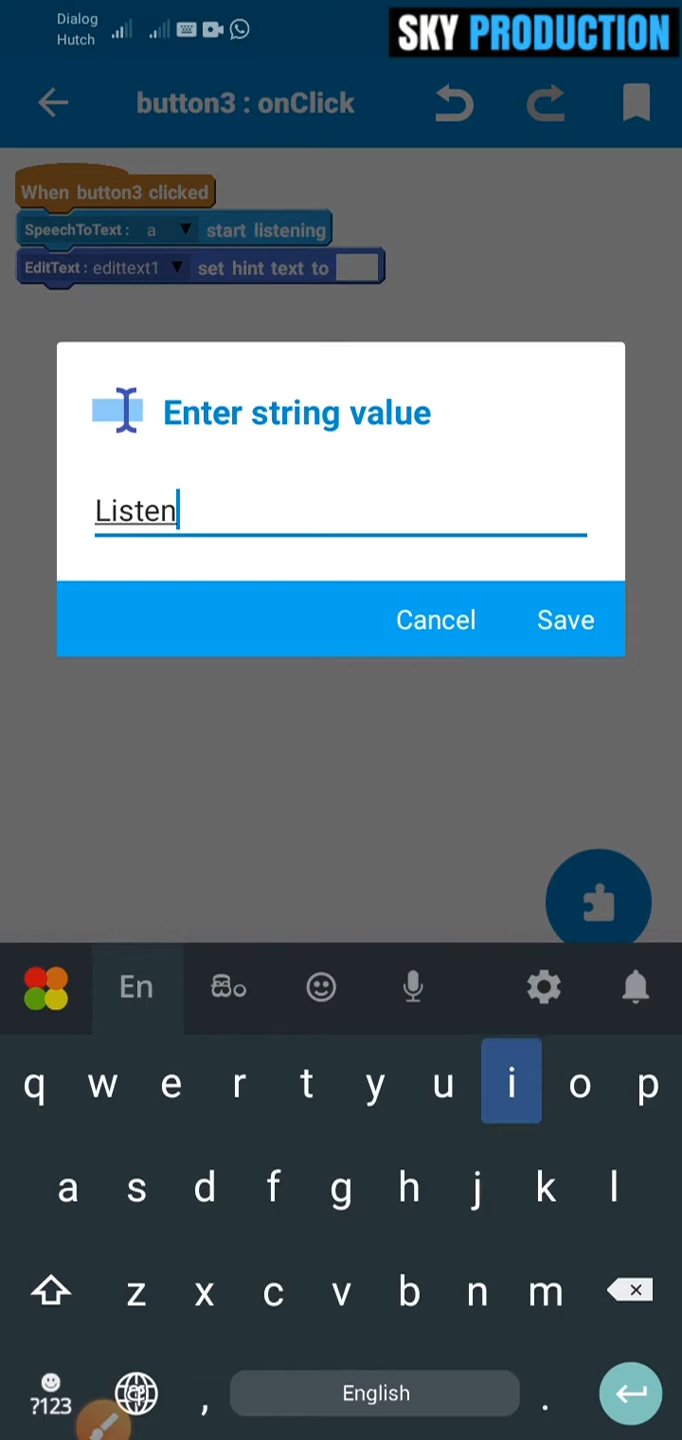 Dialog
Hutch
SKY PRODUCTION
button3 : onClick
When button3 clicked
SpeechToText : a start listening
EditText : edittext1 set hint text to
Enter string value
Listen
Cancel Save
En සිං
q w e r t y u i o p
a s d f g h j k l
z x c v b n m
?123 , English .